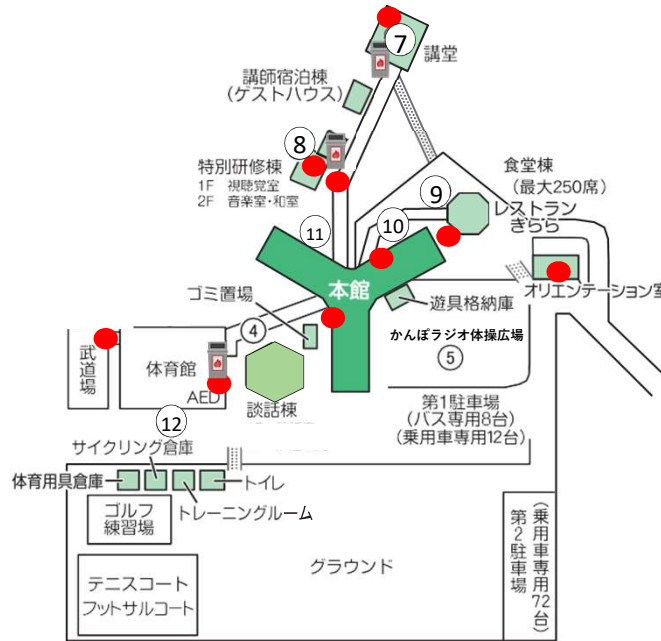 ⑦
講堂
講師宿泊棟
(ゲストハウス)
⑧
特別研修棟
1F 視聴覚室
2F 音楽室・和室
食堂棟
(最大250席)
⑨
レストラン
きらら
⑩
⑪
本館
オリエンテーション室
ゴミ置場
遊具格納庫
④
かんぽラジオ体操広場
⑤
武道場
体育館
AED
談話棟
第1駐車場
(バス専用8台)
(乗用車専用12台)
⑫
サイクリング倉庫
体育用具倉庫
トイレ
ゴルフ
練習場
トレーニングルーム
グラウンド
テニスコート
フットサルコート
第2駐車場
(乗用車専用72台)